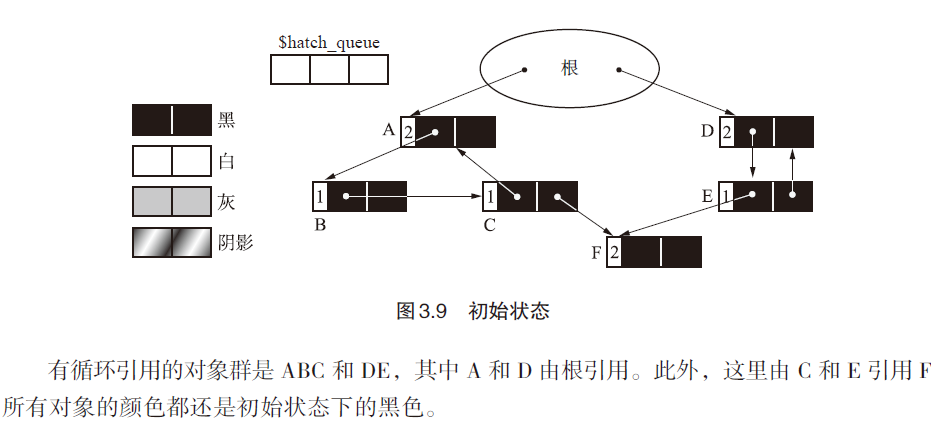 $hatch_queue
根
黑
A 2
D 2
白
1
B
1
C
E 1
灰
F 2
阴影
图 3.9 初始状态
有循环引用的对象群是 ABC 和 DE，其中 A 和 D 由根引用。此外，这里由 C 和 E 引用 F
所有对象的颜色都还是初始状态下的黑色。